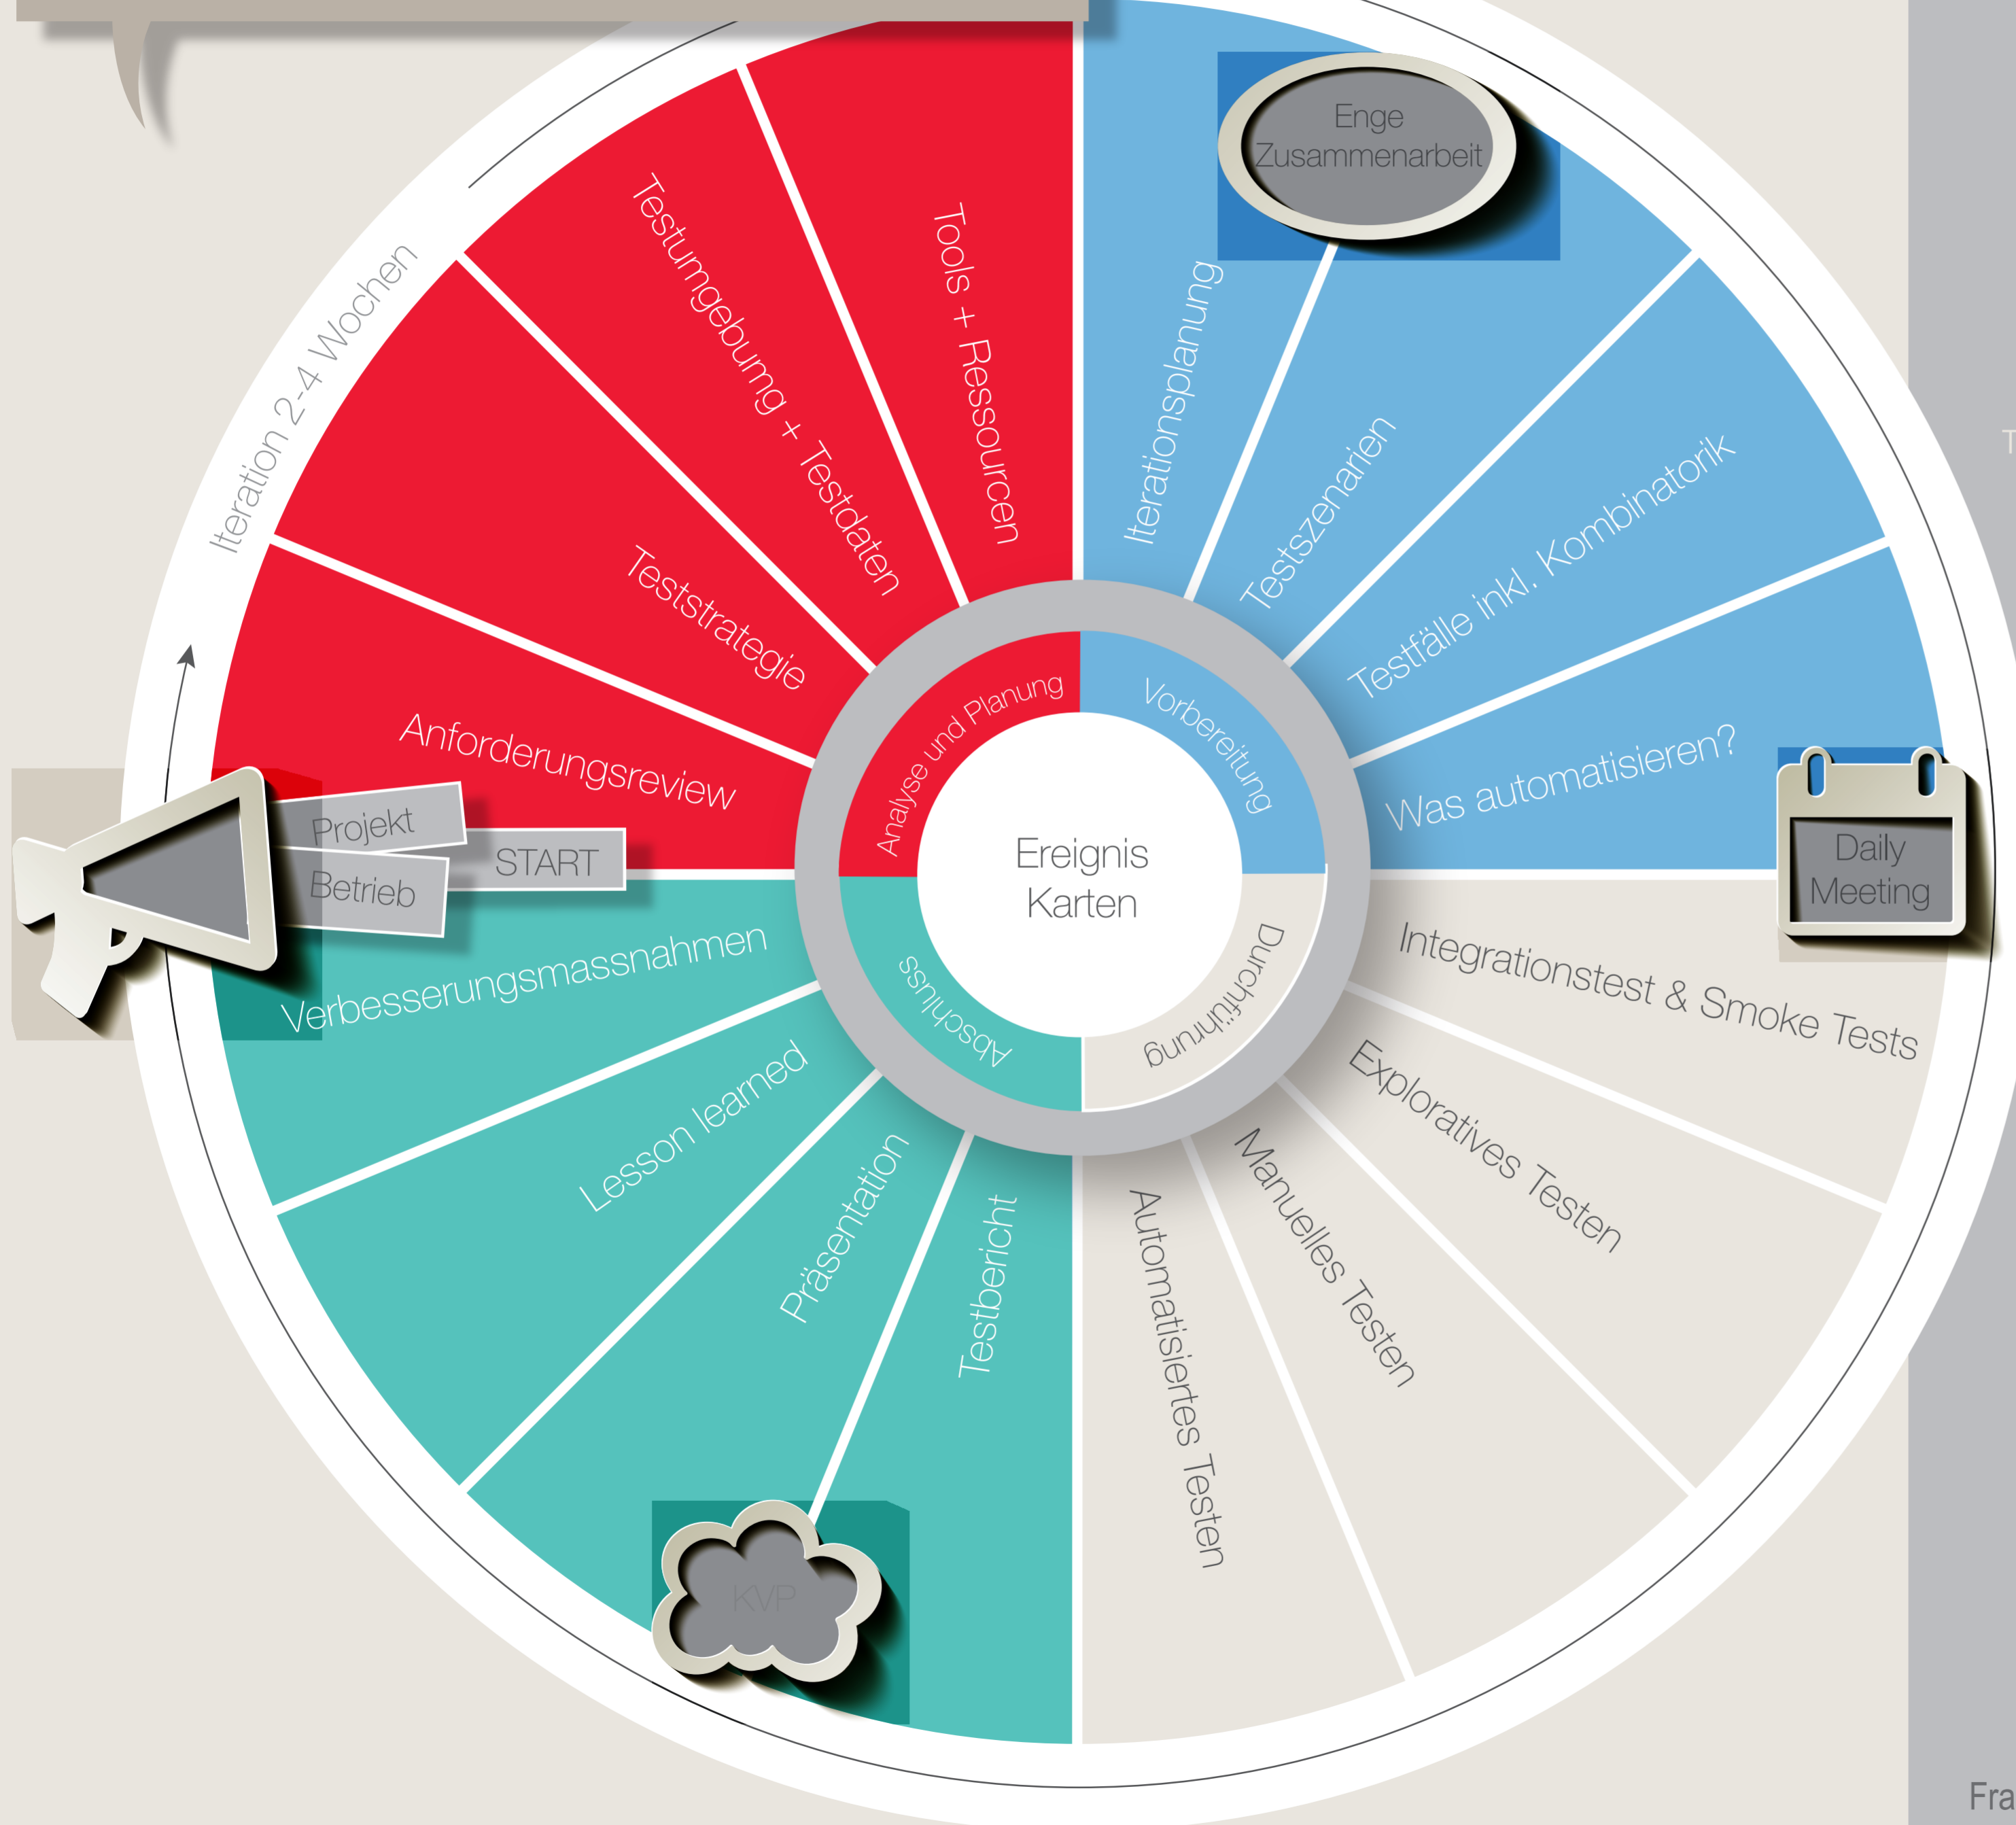 Iteration 2-4 Wochen
Projekt
Betrieb
START
Anforderungsreview
Teststrategie
Testumgebumg + Testdaten
Tools + Ressourcen
Iterationsplanung
Enge
Zusammenarbeit
Testszenarien
Testfälle inkl. Kombinatorik
Was automatisieren?
Daily
Meeting
Integrationstest & Smoke Tests
Exploratives Testen
Manuelles Testen
Automatisiertes Testen
Testbericht
KVP
Präsentation
Lesson learned
Verbesserungsmassnahmen
Analyse und Planung
Vorbereitung
Durchführung
Abschluss
Ereignis
Karten